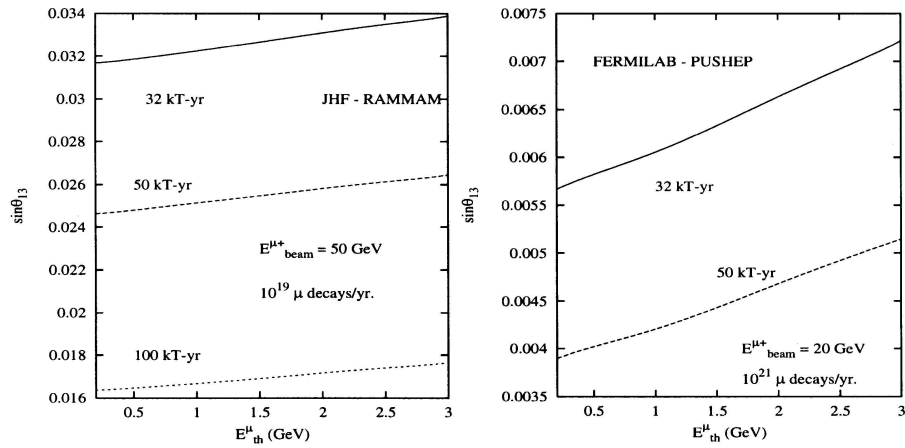 0.034
0.032
0.03
0.028
0.026
0.024
0.022
0.02
0.018
0.016
sinθ13
32 kT-yr
JHF - RAMMAM
50 kT-yr
E^μ+_beam = 50 GeV
10^19 μ decays/yr.
100 kT-yr
0.5 1 1.5 2 2.5 3
E^μ_th (GeV)
0.0075
0.007
0.0065
0.006
0.0055
0.005
0.0045
0.004
0.0035
sinθ13
FERMILAB - PUSHEP
32 kT-yr
50 kT-yr
E^μ+_beam = 20 GeV
10^21 μ decays/yr.
0.5 1 1.5 2 2.5 3
E^μ_th (GeV)